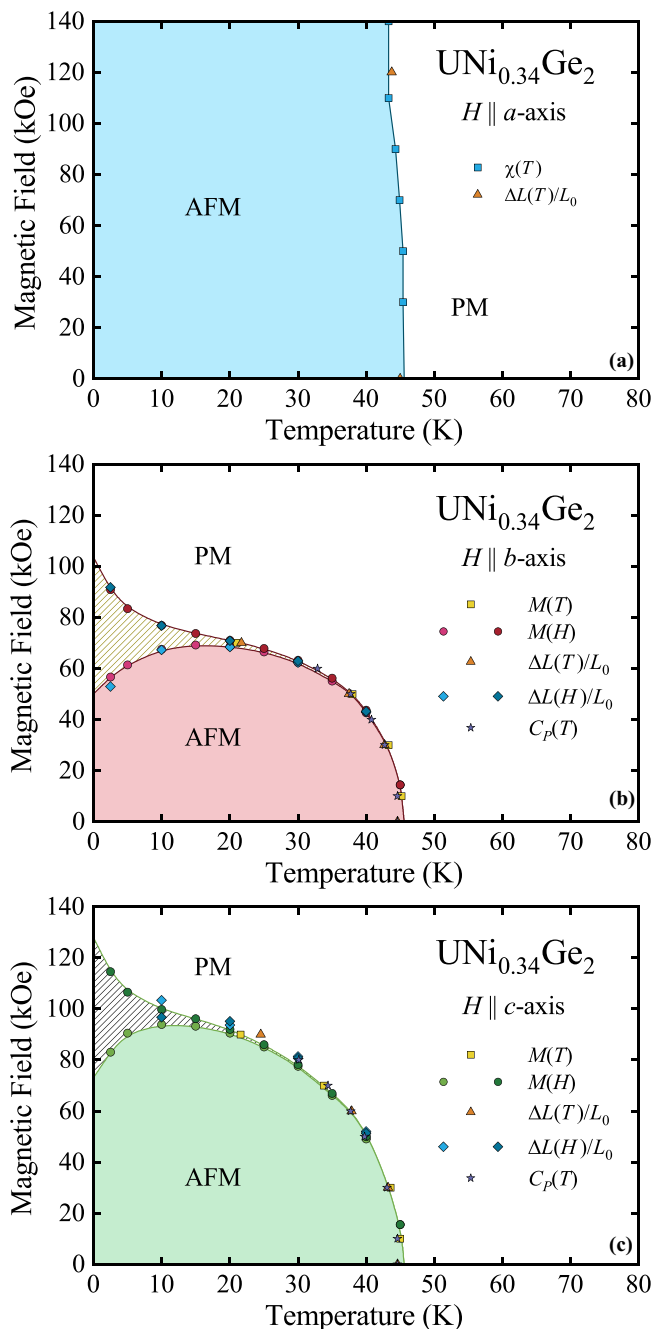 140
120
100
80
60
40
20
0
Magnetic Field (kOe)
UNi0.34Ge2
H ∥ a-axis
χ(T)
ΔL(T)/L0
AFM
PM
(a)
0 10 20 30 40 50 60 70 80
Temperature (K)
140
120
100
80
60
40
20
0
Magnetic Field (kOe)
UNi0.34Ge2
PM
H ∥ b-axis
M(T)
M(H)
ΔL(T)/L0
ΔL(H)/L0
CP(T)
AFM
(b)
0 10 20 30 40 50 60 70 80
Temperature (K)
140
120
100
80
60
40
20
0
Magnetic Field (kOe)
UNi0.34Ge2
PM
H ∥ c-axis
M(T)
M(H)
ΔL(T)/L0
ΔL(H)/L0
CP(T)
AFM
(c)
0 10 20 30 40 50 60 70 80
Temperature (K)